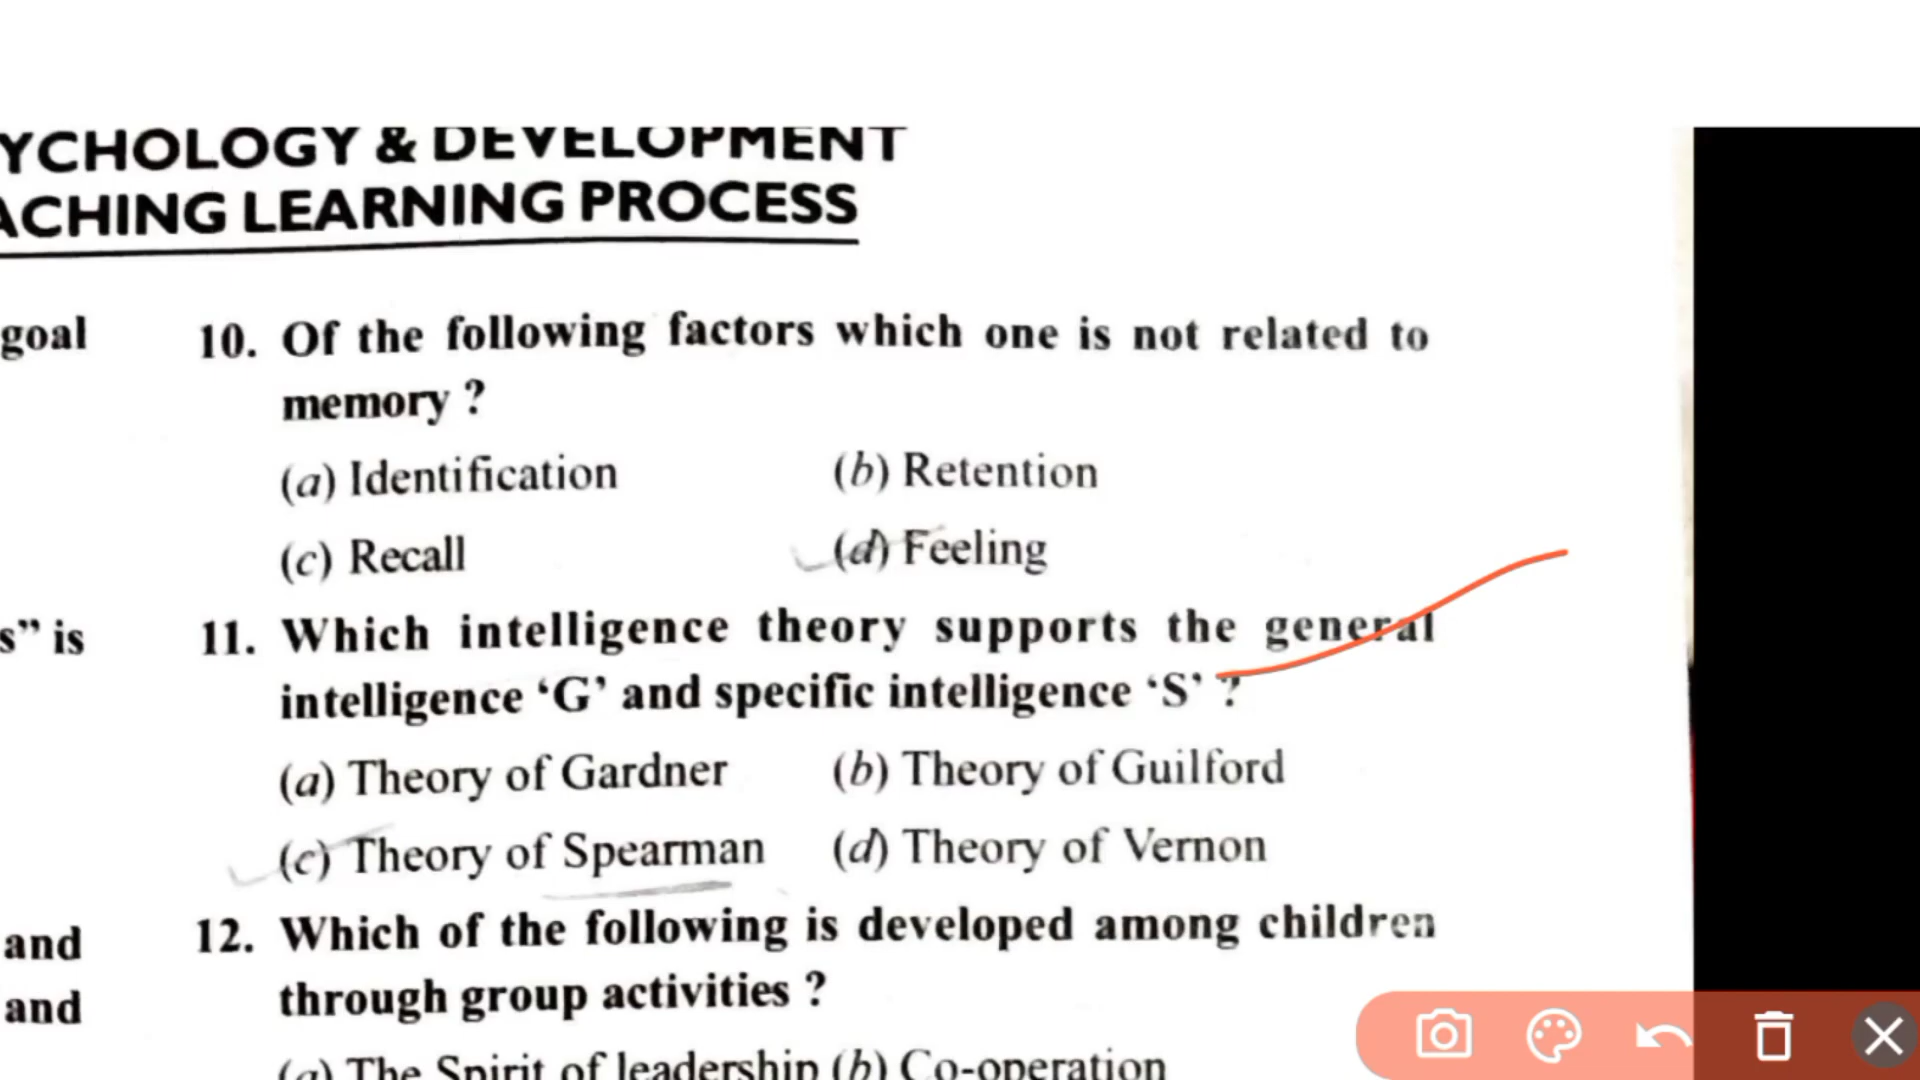 YCHOLOGY & DEVELOPMENT
ACHING LEARNING PROCESS
goal
s” is
and
and
10. Of the following factors which one is not related to
memory ?
(a) Identification (b) Retention
(c) Recall (d) Feeling
11. Which intelligence theory supports the general
intelligence ‘G’ and specific intelligence ‘S’ ?
(a) Theory of Gardner (b) Theory of Guilford
(c) Theory of Spearman (d) Theory of Vernon
12. Which of the following is developed among children
through group activities ?
(a) The Spirit of leadership (b) Co-operation